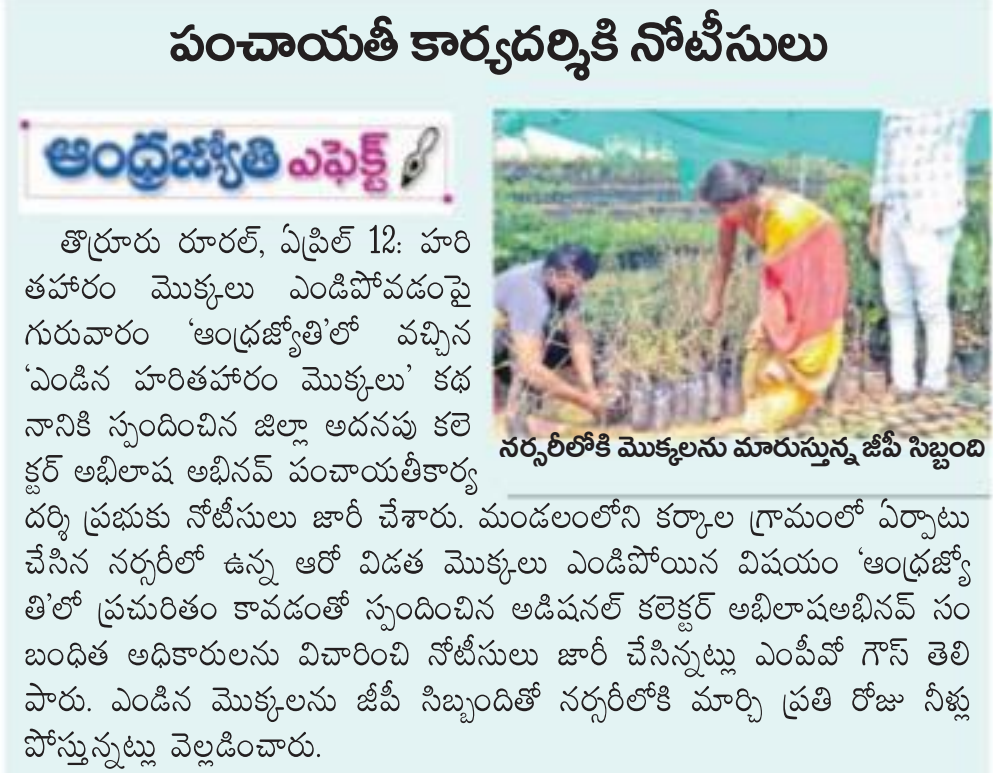 పంచాయతీ కార్యదర్శికి నోటీసులు
ఆంధ్రజ్యోతి ఎఫెక్ట్
తొర్రూరు రూరల్, ఏప్రిల్ 12: హరి
తహారం మొక్కలు ఎండిపోవడంపై
గురువారం ‘ఆంధ్రజ్యోతి’లో వచ్చిన
‘ఎండిన హరితహారం మొక్కలు’ కథ
నానికి స్పందించిన జిల్లా అదనపు కలె
క్టర్ అభిలాష అభినవ్ పంచాయతీకార్య
దర్శి ప్రభుకు నోటీసులు జారీ చేశారు. మండలంలోని కర్కాల గ్రామంలో ఏర్పాటు
చేసిన నర్సరీలో ఉన్న ఆరో విడత మొక్కలు ఎండిపోయిన విషయం ‘ఆంధ్రజ్యో
తి’లో ప్రచురితం కావడంతో స్పందించిన అడిషనల్ కలెక్టర్ అభిలాషఅభినవ్ సం
బంధిత అధికారులను విచారించి నోటీసులు జారీ చేసిన్నట్లు ఎంపీవో గౌస్ తెలి
పారు. ఎండిన మొక్కలను జీపీ సిబ్బందితో నర్సరీలోకి మార్చి ప్రతి రోజు నీళ్లు
పోస్తున్నట్లు వెల్లడించారు.
నర్సరీలోకి మొక్కలను మారుస్తున్న జీపీ సిబ్బంది